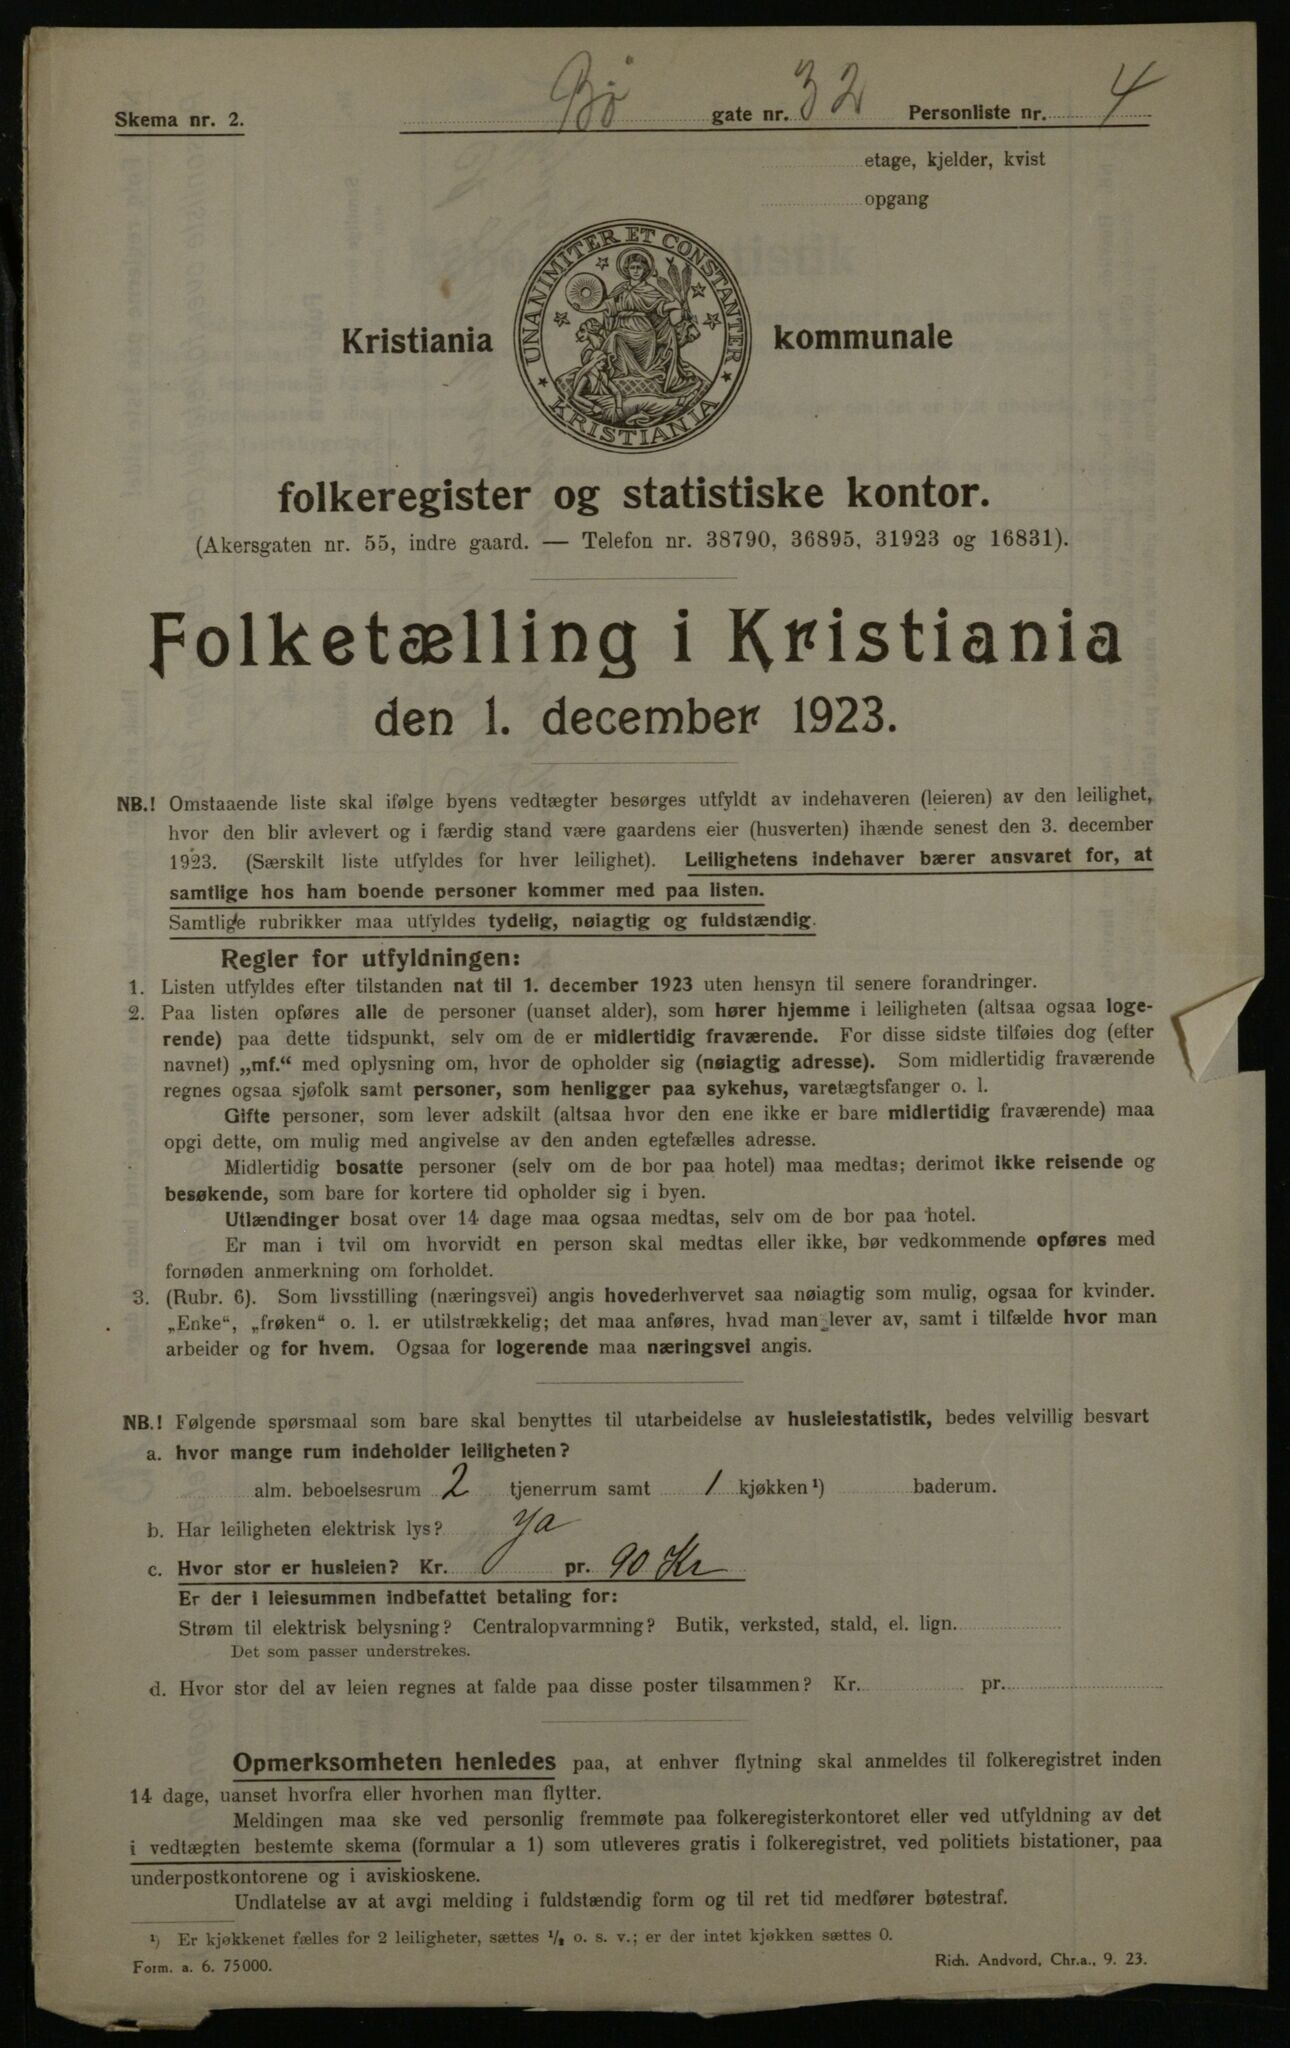 Skema nr. 2. Bø gate nr. 32 Personliste nr. 4
etage, kjelder, kvist
opgang
UNANIMITER ET CONSTANTER
KRISTIANIA
Kristiania kommunale
folkeregister og statistiske kontor.
(Akersgaten nr. 55, indre gaard. — Telefon nr. 38790, 36895, 31923 og 16831).
Folketælling i Kristiania
den 1. december 1923.
NB.! Omstaaende liste skal ifølge byens vedtægter besørges utfyldt av indehaveren (leieren) av den leilighet,
hvor den blir avlevert og i færdig stand være gaardens eier (husverten) ihænde senest den 3. december
1923. (Særskilt liste utfyldes for hver leilighet). Leilighetens indehaver bærer ansvaret for, at
samtlige hos ham boende personer kommer med paa listen.
Samtlige rubrikker maa utfyldes tydelig, nøiagtig og fuldstændig.
Regler for utfyldningen:
1. Listen utfyldes efter tilstanden nat til 1. december 1923 uten hensyn til senere forandringer.
2. Paa listen opføres alle de personer (uanset alder), som hører hjemme i leiligheten (altsaa ogsaa loge-
rende) paa dette tidspunkt, selv om de er midlertidig fraværende. For disse sidste tilføies dog (efter
navnet) „mf.“ med oplysning om, hvor de opholder sig (nøiagtig adresse). Som midlertidig fraværende
regnes ogsaa sjøfolk samt personer, som henligger paa sykehus, varetægtsfanger o. l.
Gifte personer, som lever adskilt (altsaa hvor den ene ikke er bare midlertidig fraværende) maa
opgi dette, om mulig med angivelse av den anden egtefælles adresse.
Midlertidig bosatte personer (selv om de bor paa hotel) maa medtas; derimot ikke reisende og
besøkende, som bare for kortere tid opholder sig i byen.
Utlændinger bosat over 14 dage maa ogsaa medtas, selv om de bor paa hotel.
Er man i tvil om hvorvidt en person skal medtas eller ikke, bør vedkommende opføres med
fornøden anmerkning om forholdet.
3. (Rubr. 6). Som livsstilling (næringsvei) angis hovederhvervet saa nøiagtig som mulig, ogsaa for kvinder.
„Enke“, „frøken“ o. l. er utilstrækkelig; det maa anføres, hvad man lever av, samt i tilfælde hvor man
arbeider og for hvem. Ogsaa for logerende maa næringsvei angis.
NB.! Følgende spørsmaal som bare skal benyttes til utarbeidelse av husleiestatistik, bedes velvillig besvart
a. hvor mange rum indeholder leiligheten?
alm. beboelsesrum 2 tjenerrum samt 1 kjøkken ¹) baderum.
b. Har leiligheten elektrisk lys? Ya
c. Hvor stor er husleien? Kr. pr. 90 Kr
Er der i leiesummen indbefattet betaling for:
Strøm til elektrisk belysning? Centralopvarmning? Butik, verksted, stald, el. lign.
Det som passer understrekes.
d. Hvor stor del av leien regnes at falde paa disse poster tilsammen? Kr. pr.
Opmerksomheten henledes paa, at enhver flytning skal anmeldes til folkeregistret inden
14 dage, uanset hvorfra eller hvorhen man flytter.
Meldingen maa ske ved personlig fremmøte paa folkeregisterkontoret eller ved utfyldning av det
i vedtægten bestemte skema (formular a 1) som utleveres gratis i folkeregistret, ved politiets bistationer, paa
underpostkontorene og i aviskioskene.
Undlatelse av at avgi melding i fuldstændig form og til ret tid medfører bøtestraf.
¹) Er kjøkkenet fælles for 2 leiligheter, sættes ½ o. s. v.; er der intet kjøkken sættes 0.
Form. a. 6. 75000. Rich. Andvord, Chr.a., 9. 23.